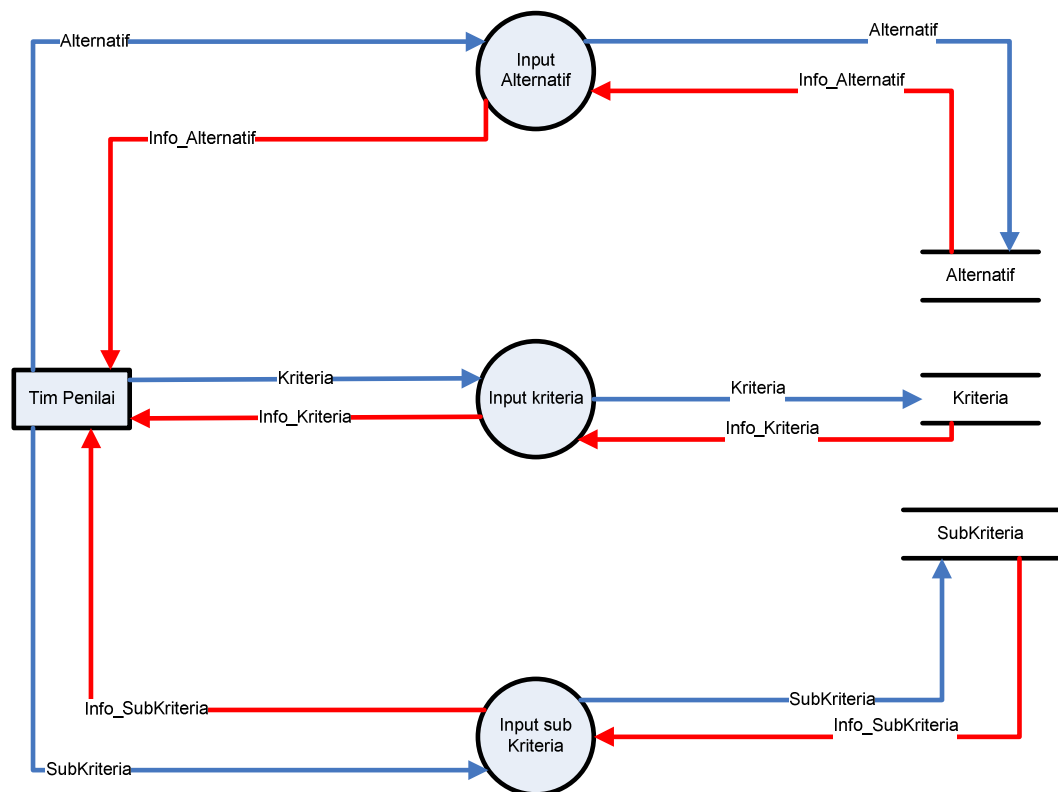 Alternatif
Input
Alternatif
Alternatif
Info_Alternatif
Info_Alternatif
Alternatif
Tim Penilai
Kriteria
Info_Kriteria
Input kriteria
Kriteria
Info_Kriteria
Kriteria
SubKriteria
Info_SubKriteria
SubKriteria
Input sub
Kriteria
SubKriteria
Info_SubKriteria